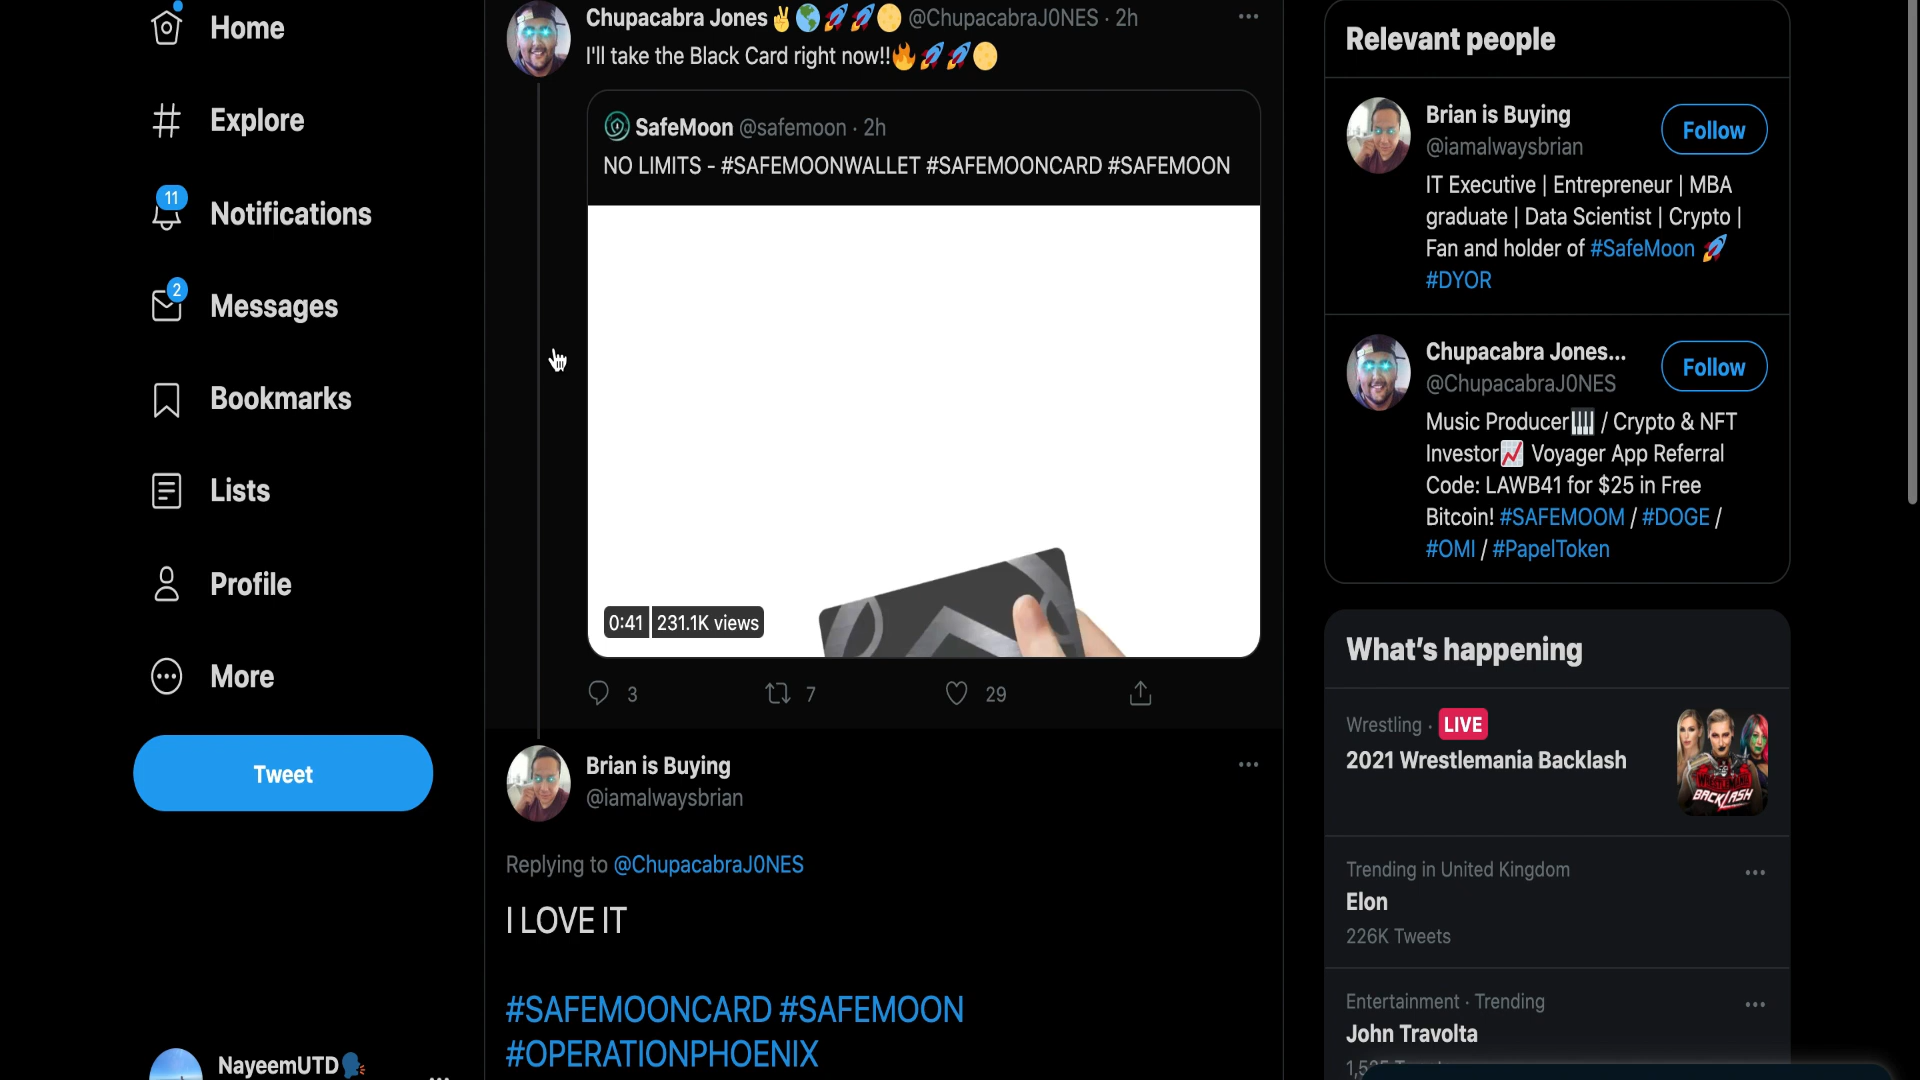 Home
Explore
11
Notifications
2
Messages
Bookmarks
Lists
Profile
More
Tweet
NayeemUTD🗣
Chupacabra Jones✌🌎🚀🚀🌕 @ChupacabraJ0NES · 2h
I'll take the Black Card right now!!🔥🚀🚀🌕
SafeMoon @safemoon · 2h
NO LIMITS - #SAFEMOONWALLET #SAFEMOONCARD #SAFEMOON
0:41 231.1K views
3 7 29
Brian is Buying
@iamalwaysbrian
Replying to @ChupacabraJ0NES
I LOVE IT
#SAFEMOONCARD #SAFEMOON
#OPERATIONPHOENIX
Relevant people
Brian is Buying
@iamalwaysbrian
Follow
IT Executive | Entrepreneur | MBA
graduate | Data Scientist | Crypto |
Fan and holder of #SafeMoon 🚀
#DYOR
Chupacabra Jones...
@ChupacabraJ0NES
Follow
Music Producer🎹 / Crypto & NFT
Investor📈 Voyager App Referral
Code: LAWB41 for $25 in Free
Bitcoin! #SAFEMOOM / #DOGE /
#OMI / #PapelToken
What's happening
Wrestling · LIVE
2021 Wrestlemania Backlash
WRESTLEMANIA
BACKLASH
Trending in United Kingdom
Elon
226K Tweets
Entertainment · Trending
John Travolta